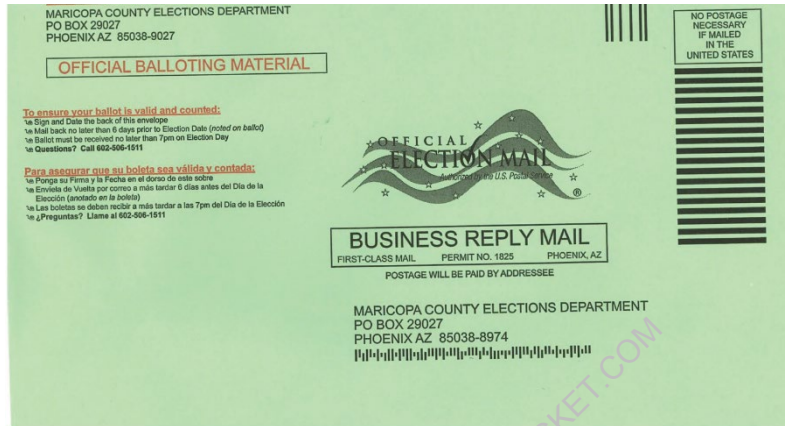 MARICOPA COUNTY ELECTIONS DEPARTMENT
PO BOX 29027
PHOENIX AZ 85038-9027
OFFICIAL BALLOTING MATERIAL
NO POSTAGE
NECESSARY
IF MAILED
IN THE
UNITED STATES
To ensure your ballot is valid and counted:
Sign and Date the back of this envelope
Mail back no later than 6 days prior to Election Date (noted on ballot)
Ballot must be received no later than 7pm on Election Day
Questions? Call 602-506-1511
Para asegurar que su boleta sea válida y contada:
Ponga su Firma y la Fecha en el dorso de este sobre
Envíela de Vuelta por correo a más tardar 6 días antes del Día de la
Elección (anotado en la boleta)
Las boletas se deben recibir a más tardar a las 7pm del Día de la Elección
¿Preguntas? Llame al 602-506-1511
OFFICIAL
ELECTION MAIL
Authorized by the U.S. Postal Service
®
BUSINESS REPLY MAIL
FIRST-CLASS MAIL PERMIT NO. 1825 PHOENIX, AZ
POSTAGE WILL BE PAID BY ADDRESSEE
MARICOPA COUNTY ELECTIONS DEPARTMENT
PO BOX 29027
PHOENIX AZ 85038-8974
KET.COM